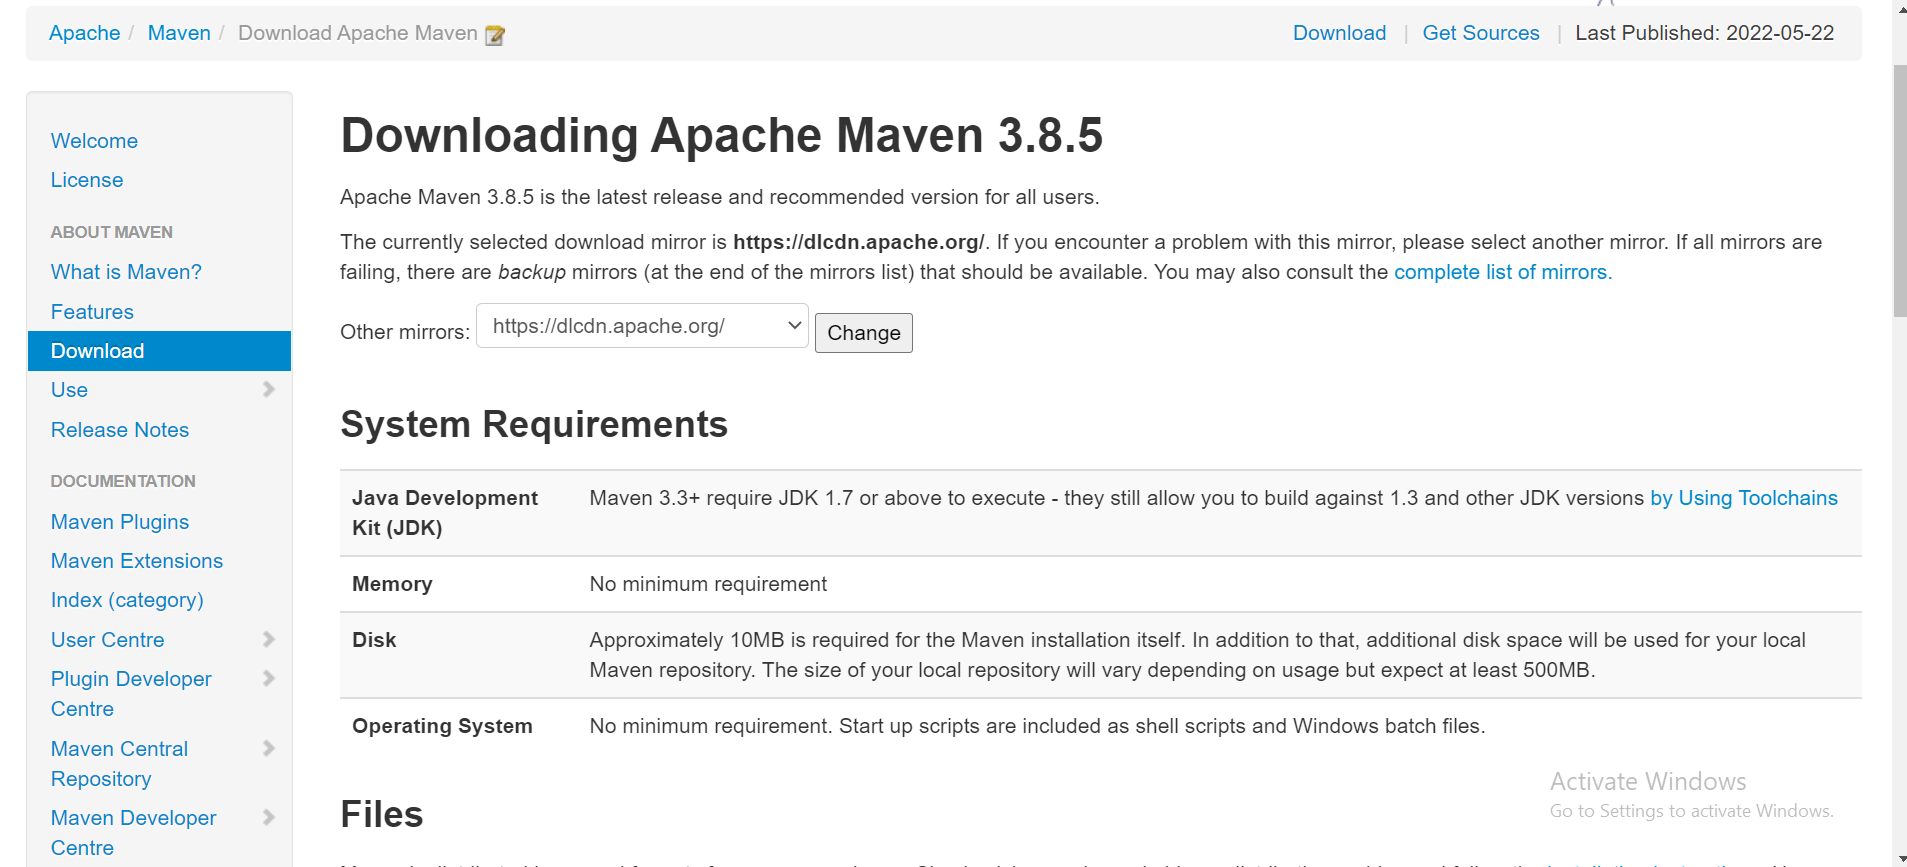 Apache / Maven / Download Apache Maven
Download | Get Sources | Last Published: 2022-05-22
Welcome
License
ABOUT MAVEN
What is Maven?
Features
Download
Use
Release Notes
DOCUMENTATION
Maven Plugins
Maven Extensions
Index (category)
User Centre
Plugin Developer
Centre
Maven Central
Repository
Maven Developer
Centre
Downloading Apache Maven 3.8.5
Apache Maven 3.8.5 is the latest release and recommended version for all users.
The currently selected download mirror is https://dlcdn.apache.org/. If you encounter a problem with this mirror, please select another mirror. If all mirrors are
failing, there are backup mirrors (at the end of the mirrors list) that should be available. You may also consult the complete list of mirrors.
Other mirrors: https://dlcdn.apache.org/ Change
System Requirements
Java Development
Kit (JDK)
Maven 3.3+ require JDK 1.7 or above to execute - they still allow you to build against 1.3 and other JDK versions by Using Toolchains
Memory
No minimum requirement
Disk
Approximately 10MB is required for the Maven installation itself. In addition to that, additional disk space will be used for your local
Maven repository. The size of your local repository will vary depending on usage but expect at least 500MB.
Operating System
No minimum requirement. Start up scripts are included as shell scripts and Windows batch files.
Files
Activate Windows
Go to Settings to activate Windows.